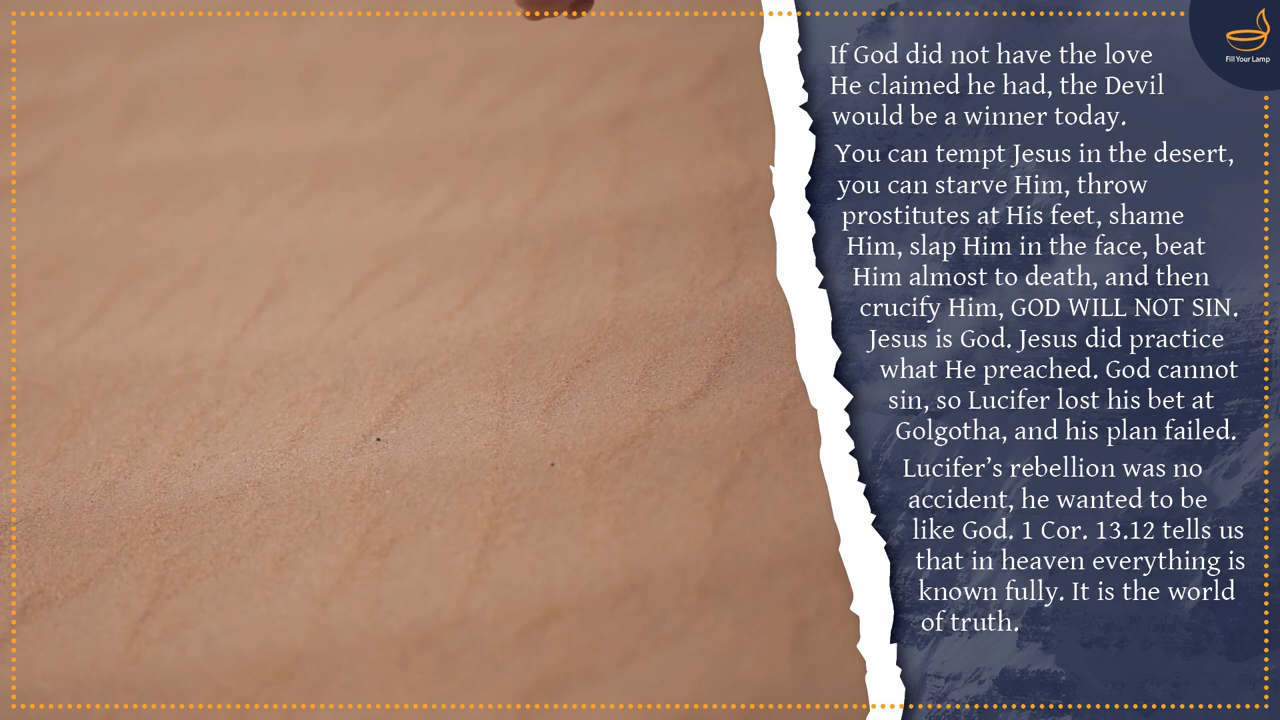 Fill Your Lamp
If God did not have the love
He claimed he had, the Devil
would be a winner today.
You can tempt Jesus in the desert,
you can starve Him, throw
prostitutes at His feet, shame
Him, slap Him in the face, beat
Him almost to death, and then
crucify Him, GOD WILL NOT SIN.
Jesus is God. Jesus did practice
what He preached. God cannot
sin, so Lucifer lost his bet at
Golgotha, and his plan failed.
Lucifer’s rebellion was no
accident, he wanted to be
like God. 1 Cor. 13.12 tells us
that in heaven everything is
known fully. It is the world
of truth.